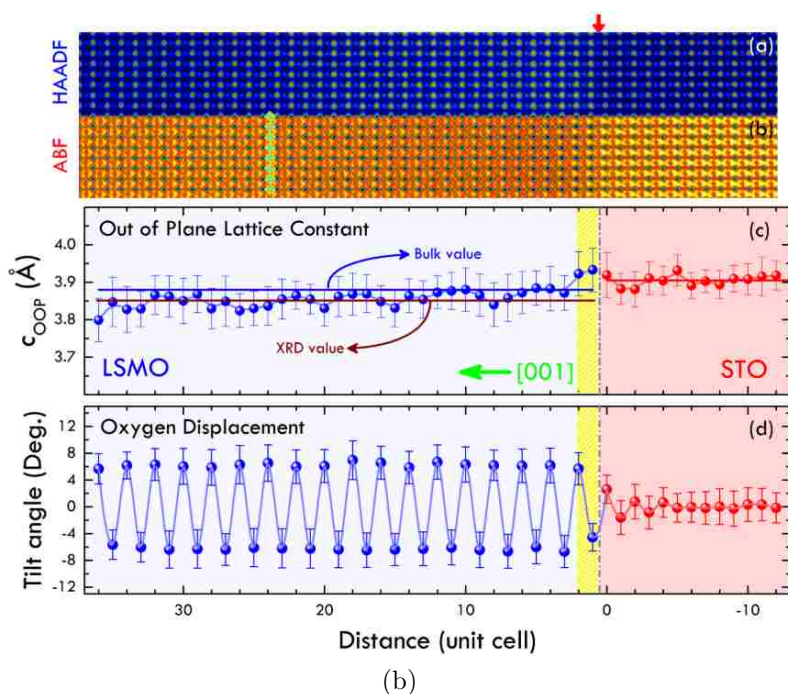 HAADF
(a)
ABF
(b)
Out of Plane Lattice Constant
(c)
Bulk value
XRD value
LSMO
[001]
STO
c_OOP (Å)
4.0
3.9
3.8
3.7
Oxygen Displacement
(d)
Tilt angle (Deg.)
12
8
4
0
-4
-8
-12
30
20
10
0
-10
Distance (unit cell)
(b)